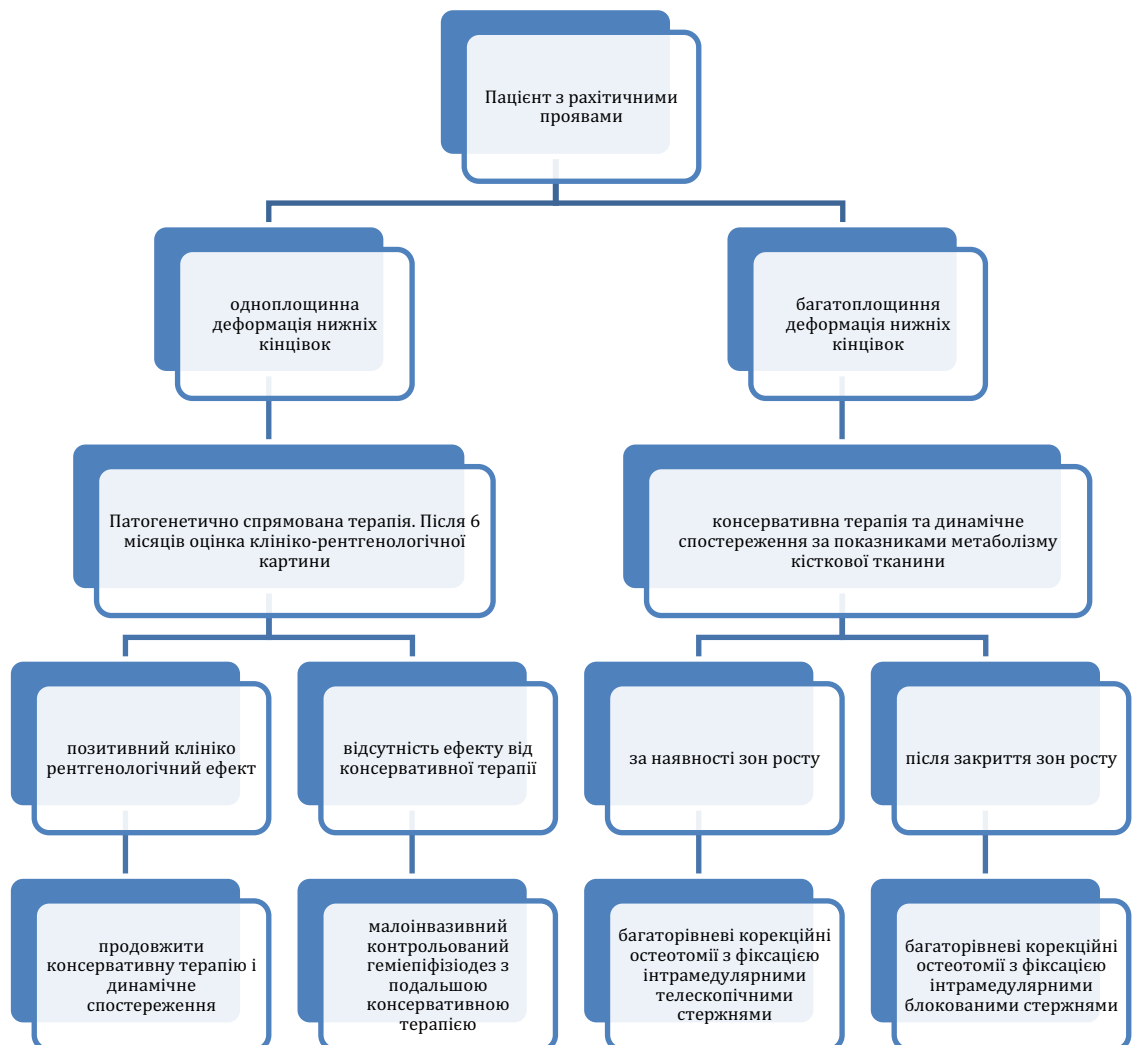 Пацієнт з рахітичними
проявами
одноплощинна
деформація нижніх
кінцівок
багатоплощиння
деформація нижніх
кінцівок
Патогенетично спрямована терапія. Після 6
місяців оцінка клініко-рентгенологічної
картини
консервативна терапія та динамічне
спостереження за показниками метаболізму
кісткової тканини
позитивний клініко
рентгенологічний ефект
відсутність ефекту від
консервативної терапії
за наявності зон росту
після закриття зон росту
продовжити
консервативну терапію і
динамічне
спостереження
малоінвазивний
контрольований
геміепіфізіодез з
подальшою
консервативною
терапією
багаторівневі корекційні
остеотомії з фіксацією
інтрамедулярними
телескопічними
стержнями
багаторівневі корекційні
остеотомії з фіксацією
інтрамедулярними
блокованими стержнями